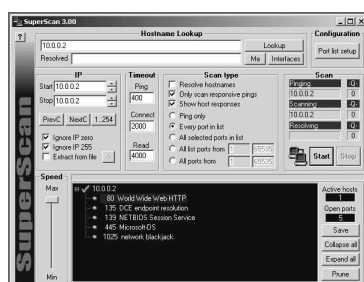 SuperScan 3.00
Hostname Lookup
10.0.0.2
Lookup
Resolved
Me
Interfaces
Configuration
Port list setup
IP
Start 10.0.0.2
Stop 10.0.0.2
PrevC
NextC
1..254
Ignore IP zero
Ignore IP 255
Extract from file
Timeout
Ping
400
Connect
2000
Read
4000
Scan type
Resolve hostnames
Only scan responsive pings
Show host responses
Ping only
Every port in list
All selected ports in list
All list ports from 1 65535
All ports from 1 65535
Scan
Pinging
10.0.0.2 0
Scanning
10.0.0.2 0
Resolving
0
Start
Stop
Speed
Max
Min
SuperScan
10.0.0.2
80 World Wide Web HTTP
135 DCE endpoint resolution
139 NETBIOS Session Service
445 Microsoft-DS
1025 network blackjack
Active hosts
1
Open ports
5
Save
Collapse all
Expand all
Prune